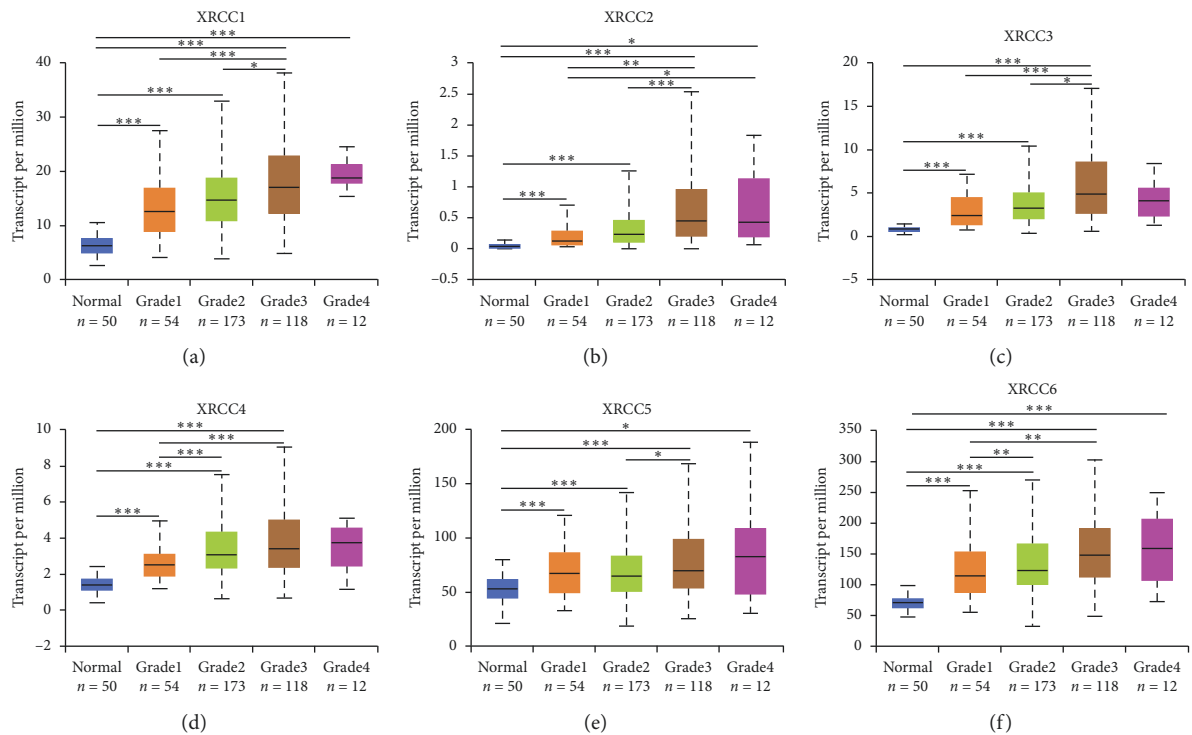 XRCC1
***
***
***
*
***
***
Transcript per million
40
30
20
10
0
Normal Grade1 Grade2 Grade3 Grade4
n = 50 n = 54 n = 173 n = 118 n = 12
(a)
XRCC2
*
***
**
*
***
***
***
Transcript per million
3
2.5
2
1.5
1
0.5
0
–0.5
Normal Grade1 Grade2 Grade3 Grade4
n = 50 n = 54 n = 173 n = 118 n = 12
(b)
XRCC3
***
***
*
***
***
Transcript per million
20
15
10
5
0
–5
Normal Grade1 Grade2 Grade3 Grade4
n = 50 n = 54 n = 173 n = 118 n = 12
(c)
XRCC4
***
***
***
***
***
Transcript per million
10
8
6
4
2
0
–2
Normal Grade1 Grade2 Grade3 Grade4
n = 50 n = 54 n = 173 n = 118 n = 12
(d)
XRCC5
*
***
*
***
***
Transcript per million
200
150
100
50
0
Normal Grade1 Grade2 Grade3 Grade4
n = 50 n = 54 n = 173 n = 118 n = 12
(e)
XRCC6
***
***
**
**
***
***
Transcript per million
350
300
250
200
150
100
50
0
Normal Grade1 Grade2 Grade3 Grade4
n = 50 n = 54 n = 173 n = 118 n = 12
(f)